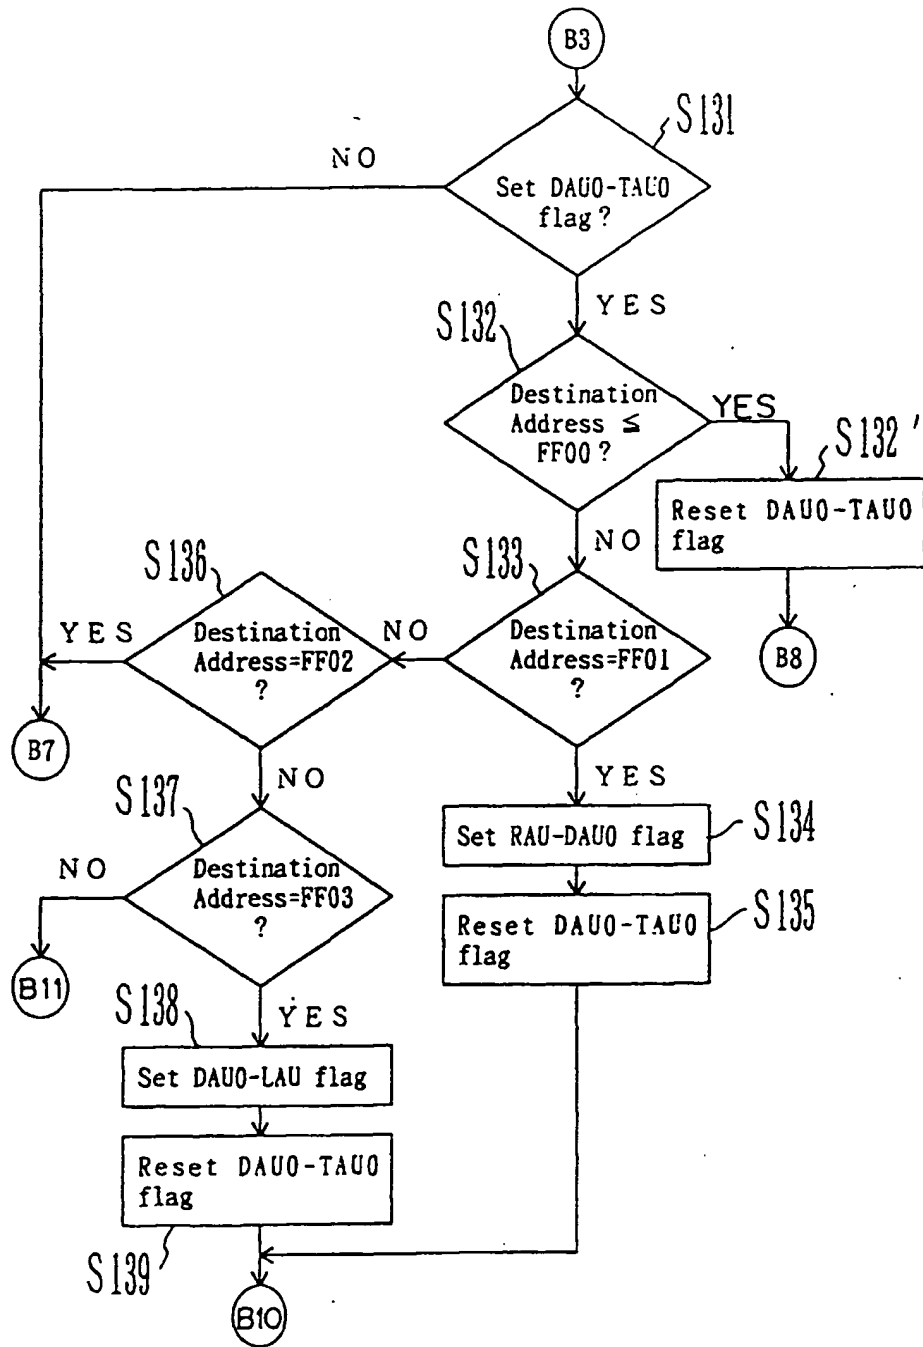 B3
S131
NO
Set DAU0-TAU0
flag?
YES
S132
Destination
Address ≦
FF00?
YES
S132'
Reset DAU0-TAU0
flag
NO
S136
S133
YES
Destination
Address=FF02
?
NO
Destination
Address=FF01
?
B8
B7
NO
YES
S137
Set RAU-DAU0 flag
S134
NO
Destination
Address=FF03
?
Reset DAU0-TAU0
flag
S135
B11
S138
YES
Set DAU0-LAU flag
Reset DAU0-TAU0
flag
S139
B10